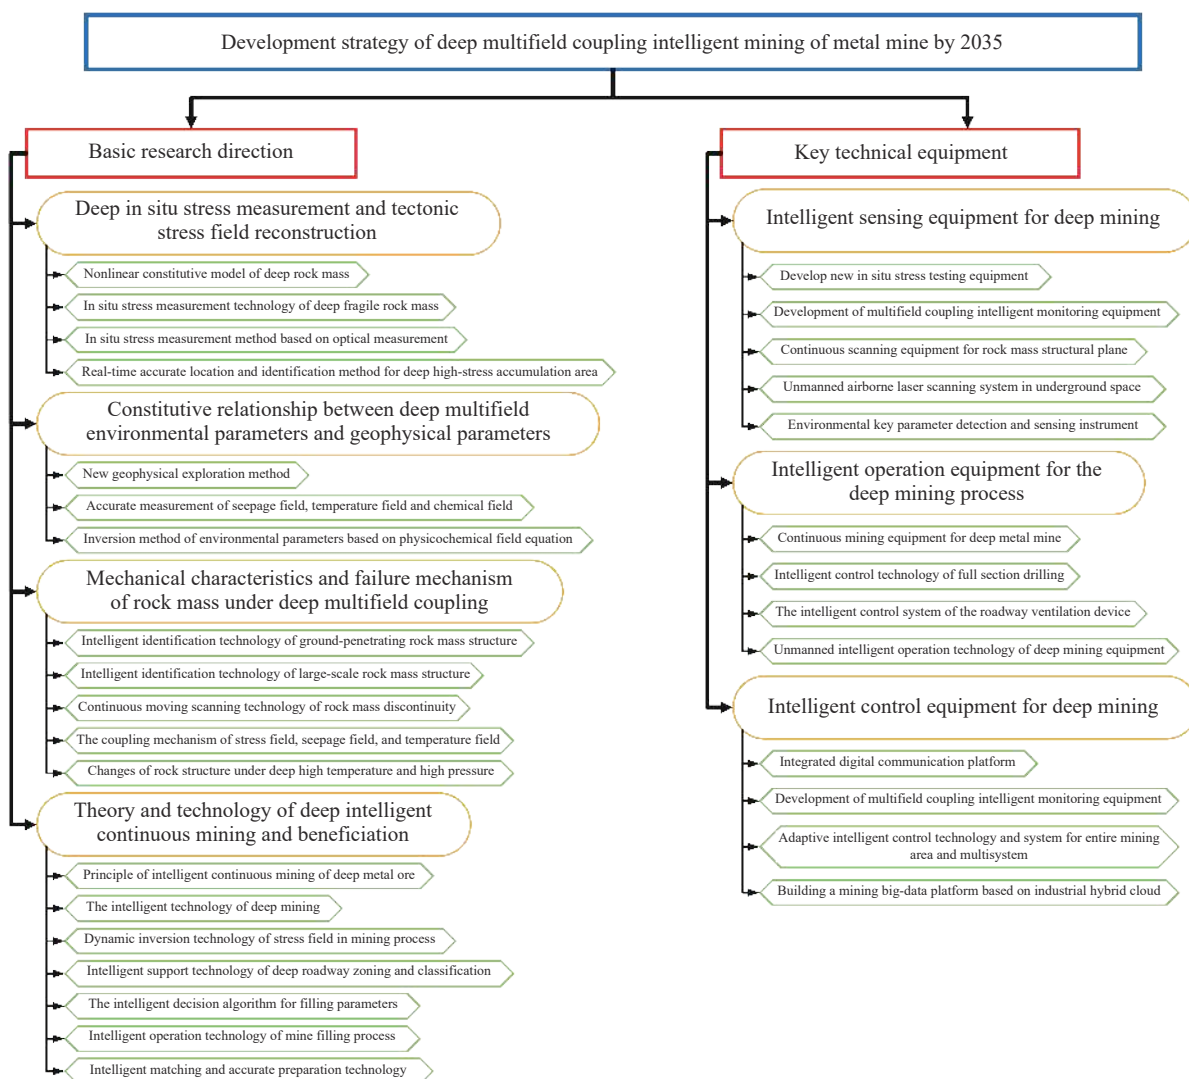 Development strategy of deep multifield coupling intelligent mining of metal mine by 2035
Basic research direction
Deep in situ stress measurement and tectonic
stress field reconstruction
Nonlinear constitutive model of deep rock mass
In situ stress measurement technology of deep fragile rock mass
In situ stress measurement method based on optical measurement
Real-time accurate location and identification method for deep high-stress accumulation area
Constitutive relationship between deep multifield
environmental parameters and geophysical parameters
New geophysical exploration method
Accurate measurement of seepage field, temperature field and chemical field
Inversion method of environmental parameters based on physicochemical field equation
Mechanical characteristics and failure mechanism
of rock mass under deep multifield coupling
Intelligent identification technology of ground-penetrating rock mass structure
Intelligent identification technology of large-scale rock mass structure
Continuous moving scanning technology of rock mass discontinuity
The coupling mechanism of stress field, seepage field, and temperature field
Changes of rock structure under deep high temperature and high pressure
Theory and technology of deep intelligent
continuous mining and beneficiation
Principle of intelligent continuous mining of deep metal ore
The intelligent technology of deep mining
Dynamic inversion technology of stress field in mining process
Intelligent support technology of deep roadway zoning and classification
The intelligent decision algorithm for filling parameters
Intelligent operation technology of mine filling process
Intelligent matching and accurate preparation technology
Key technical equipment
Intelligent sensing equipment for deep mining
Develop new in situ stress testing equipment
Development of multifield coupling intelligent monitoring equipment
Continuous scanning equipment for rock mass structural plane
Unmanned airborne laser scanning system in underground space
Environmental key parameter detection and sensing instrument
Intelligent operation equipment for the
deep mining process
Continuous mining equipment for deep metal mine
Intelligent control technology of full section drilling
The intelligent control system of the roadway ventilation device
Unmanned intelligent operation technology of deep mining equipment
Intelligent control equipment for deep mining
Integrated digital communication platform
Development of multifield coupling intelligent monitoring equipment
Adaptive intelligent control technology and system for entire mining
area and multisystem
Building a mining big-data platform based on industrial hybrid cloud